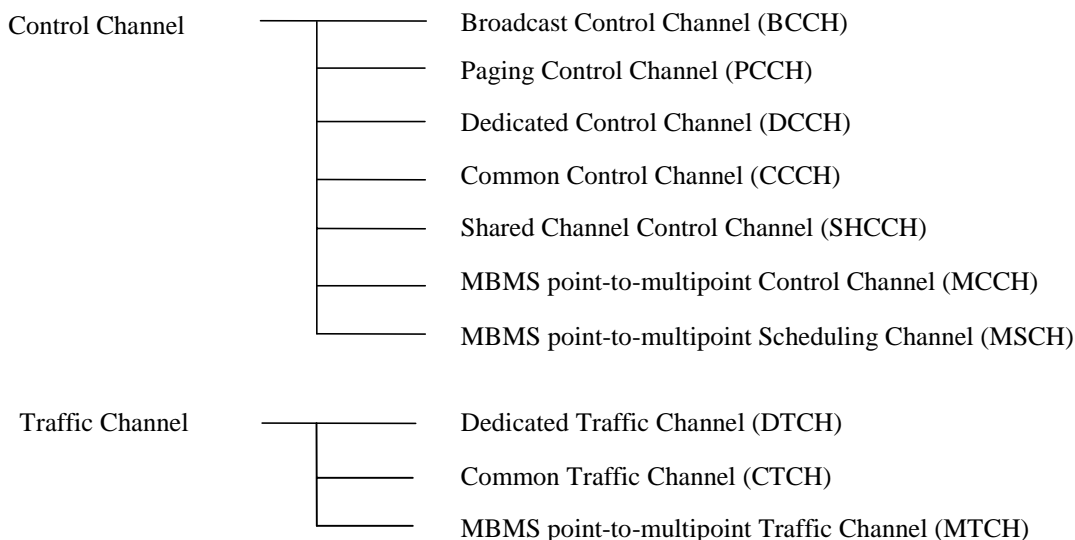 Control Channel
Broadcast Control Channel (BCCH)
Paging Control Channel (PCCH)
Dedicated Control Channel (DCCH)
Common Control Channel (CCCH)
Shared Channel Control Channel (SHCCH)
MBMS point-to-multipoint Control Channel (MCCH)
MBMS point-to-multipoint Scheduling Channel (MSCH)
Traffic Channel
Dedicated Traffic Channel (DTCH)
Common Traffic Channel (CTCH)
MBMS point-to-multipoint Traffic Channel (MTCH)